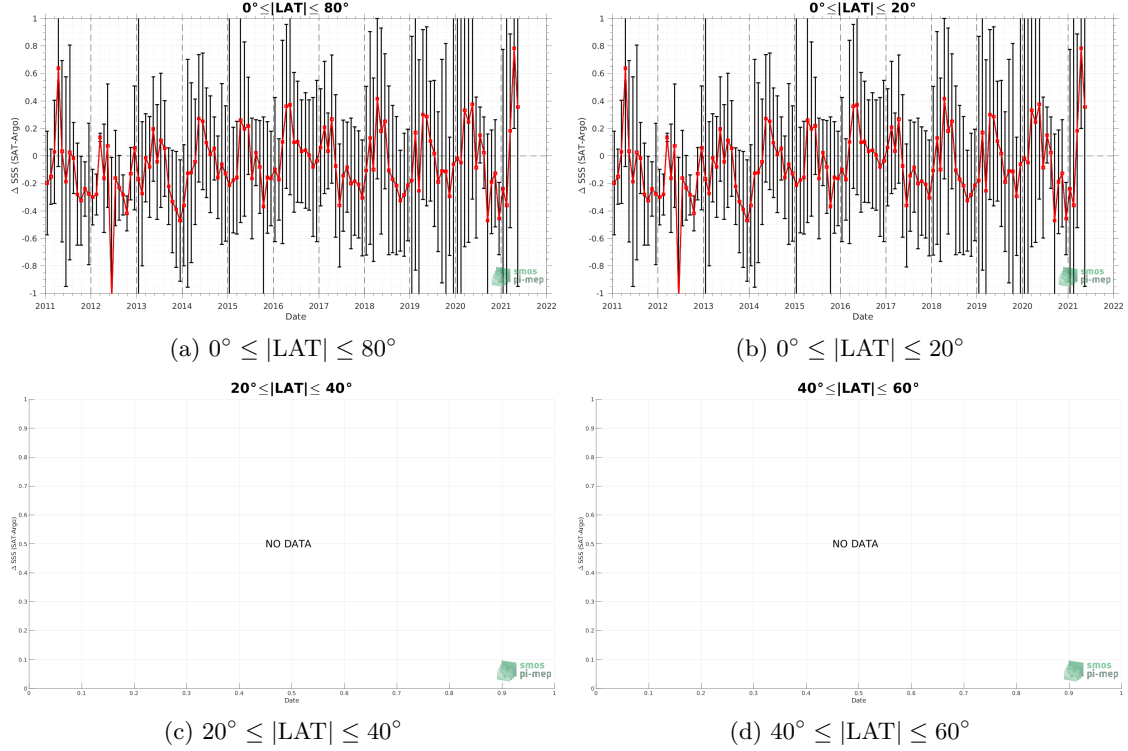 0°≤|LAT|≤ 80°
1
0.8
0.6
0.4
0.2
0
-0.2
-0.4
-0.6
-0.8
-1
Δ SSS (SAT-Argo)
2011 2012 2013 2014 2015 2016 2017 2018 2019 2020 2021 2022
Date
smos
pi-mep
(a) 0° ≤ |LAT| ≤ 80°
0°≤|LAT|≤ 20°
1
0.8
0.6
0.4
0.2
0
-0.2
-0.4
-0.6
-0.8
-1
Δ SSS (SAT-Argo)
2011 2012 2013 2014 2015 2016 2017 2018 2019 2020 2021 2022
Date
smos
pi-mep
(b) 0° ≤ |LAT| ≤ 20°
20°≤|LAT|≤ 40°
1
0.9
0.8
0.7
0.6
0.5
0.4
0.3
0.2
0.1
0
Δ SSS (SAT-Argo)
NO DATA
0 0.1 0.2 0.3 0.4 0.5 0.6 0.7 0.8 0.9 1
Date
smos
pi-mep
(c) 20° ≤ |LAT| ≤ 40°
40°≤|LAT|≤ 60°
1
0.9
0.8
0.7
0.6
0.5
0.4
0.3
0.2
0.1
0
Δ SSS (SAT-Argo)
NO DATA
0 0.1 0.2 0.3 0.4 0.5 0.6 0.7 0.8 0.9 1
Date
smos
pi-mep
(d) 40° ≤ |LAT| ≤ 60°